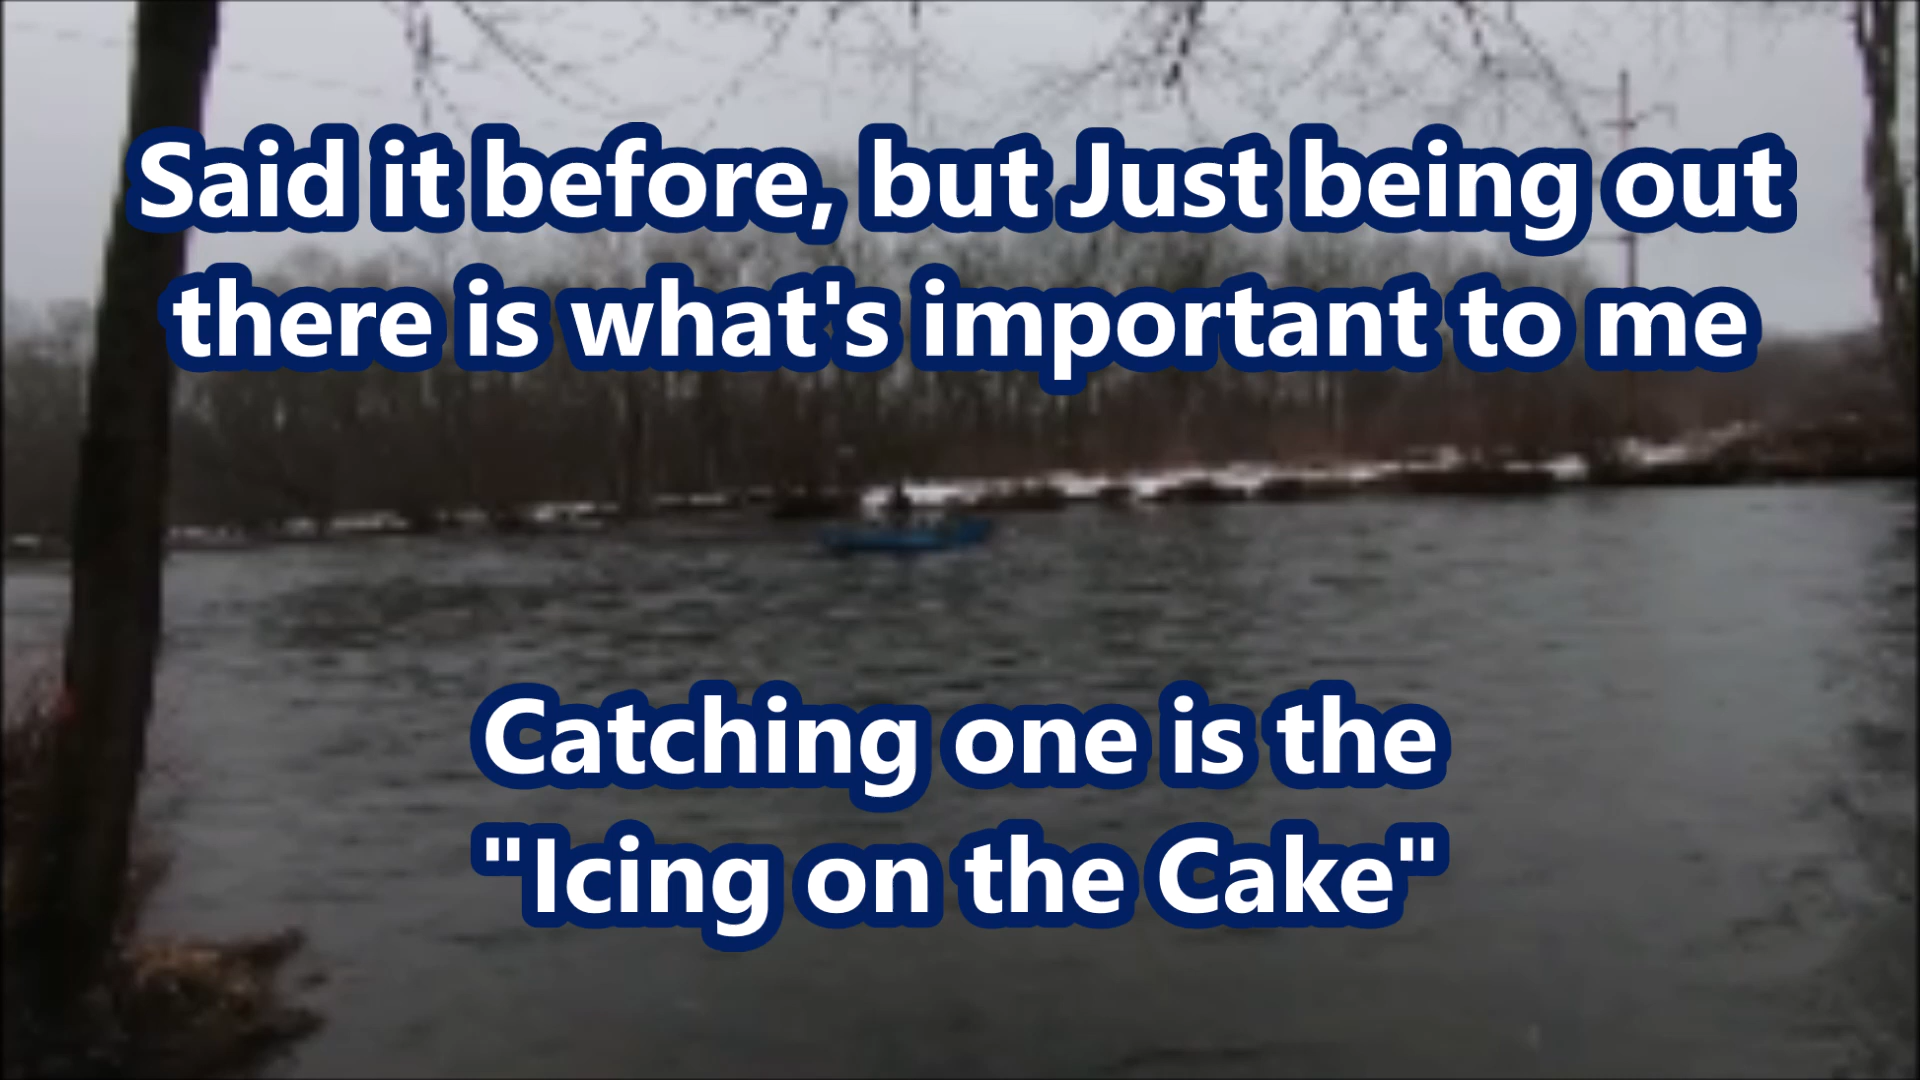 Said it before, but Just being out
there is what's important to me
Catching one is the
"Icing on the Cake"